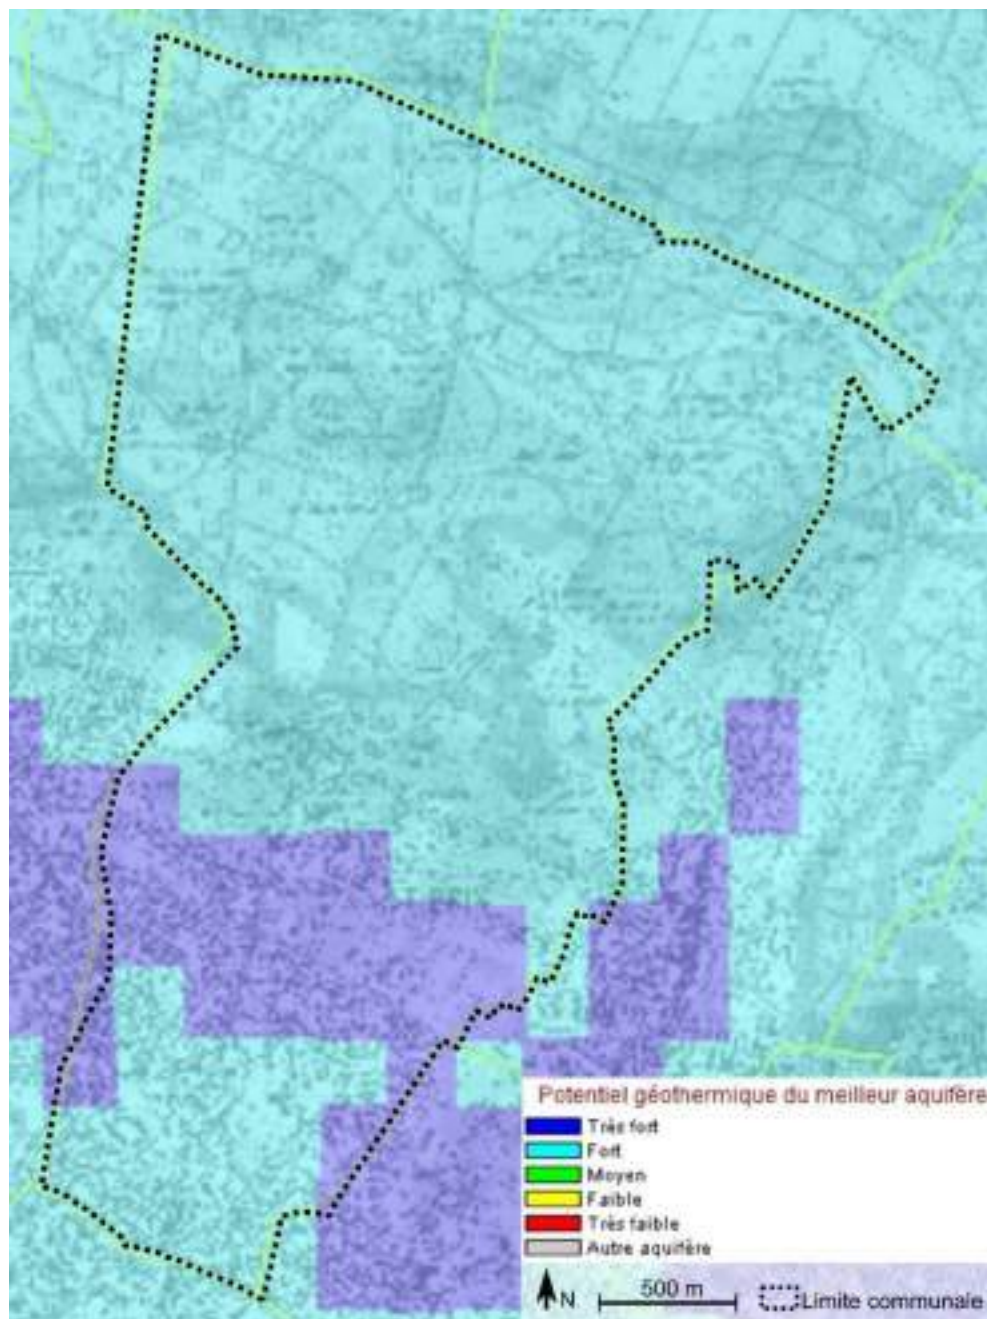 Potentiel géothermique du meilleur aquifère
Très fort
Fort
Moyen
Faible
Très faible
Autre aquifère
N
500 m
Limite communale